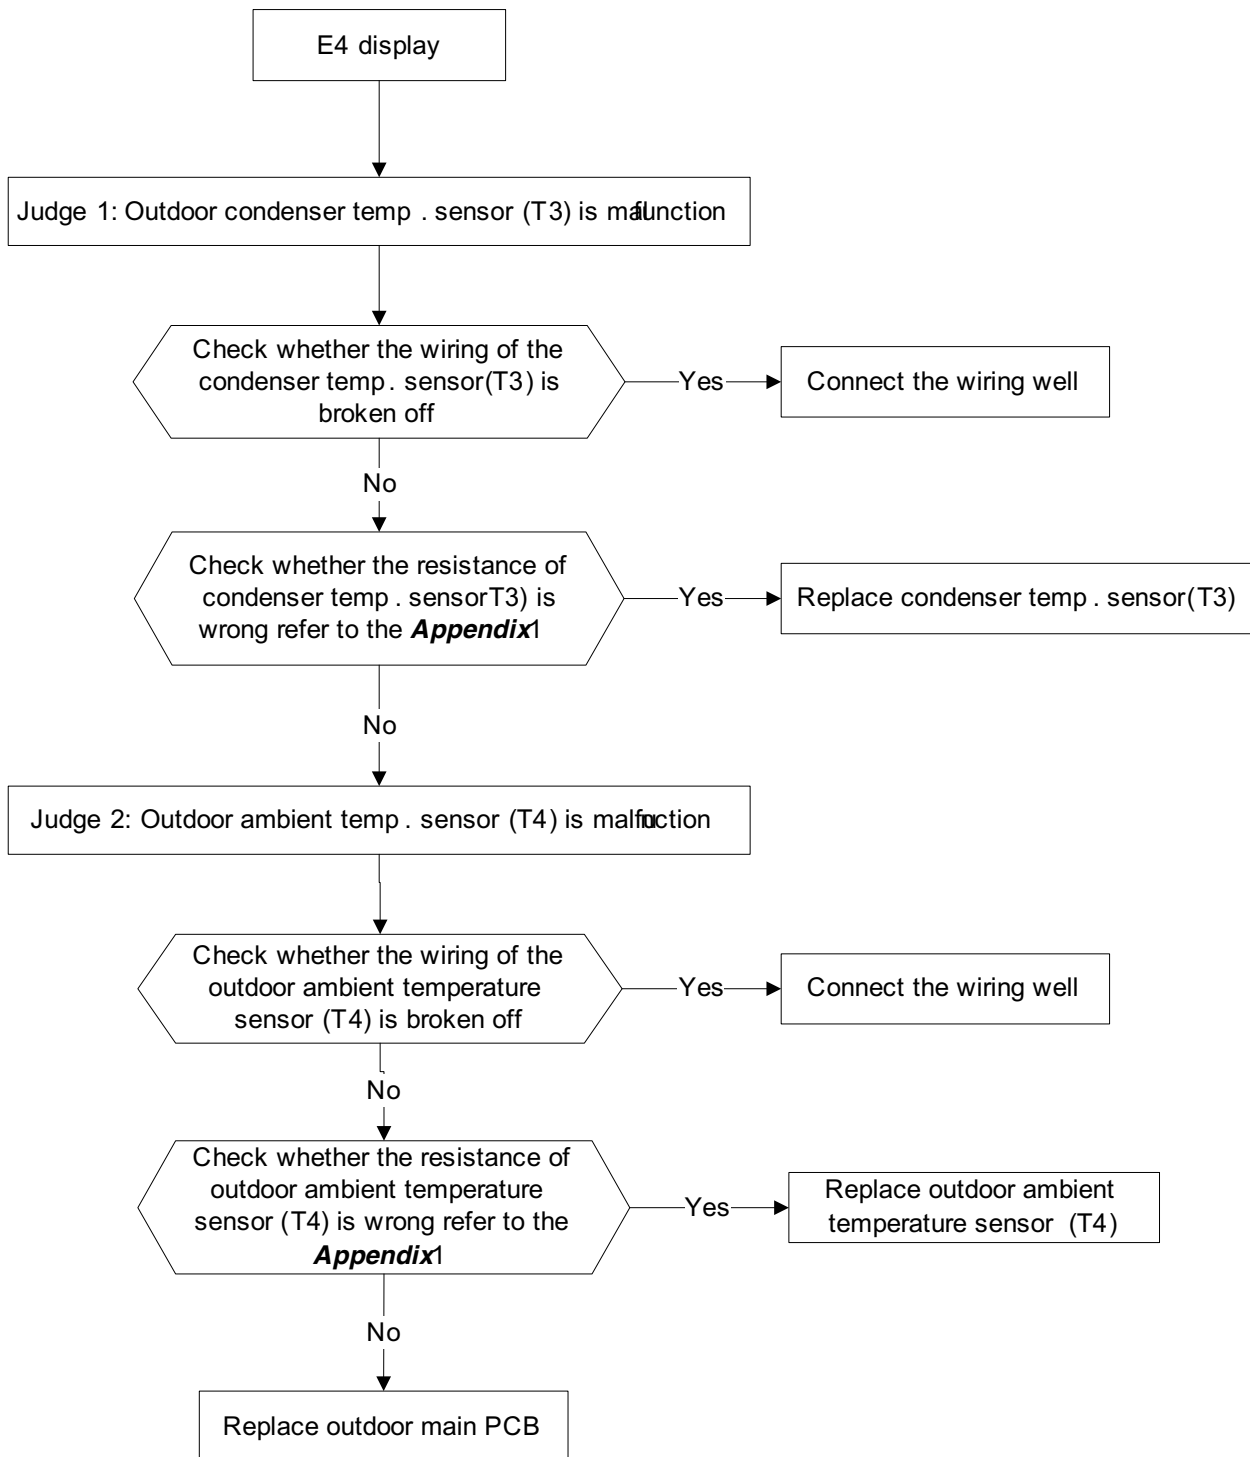 E4 display
Judge 1: Outdoor condenser temp . sensor (T3) is malfunction
Check whether the wiring of the
condenser temp . sensor(T3) is
broken off
Yes
Connect the wiring well
No
Check whether the resistance of
condenser temp . sensorT3) is
wrong refer to the Appendix1
Yes
Replace condenser temp . sensor(T3)
No
Judge 2: Outdoor ambient temp . sensor (T4) is malfunction
Check whether the wiring of the
outdoor ambient temperature
sensor (T4) is broken off
Yes
Connect the wiring well
No
Check whether the resistance of
outdoor ambient temperature
sensor (T4) is wrong refer to the
Appendix1
Yes
Replace outdoor ambient
temperature sensor (T4)
No
Replace outdoor main PCB